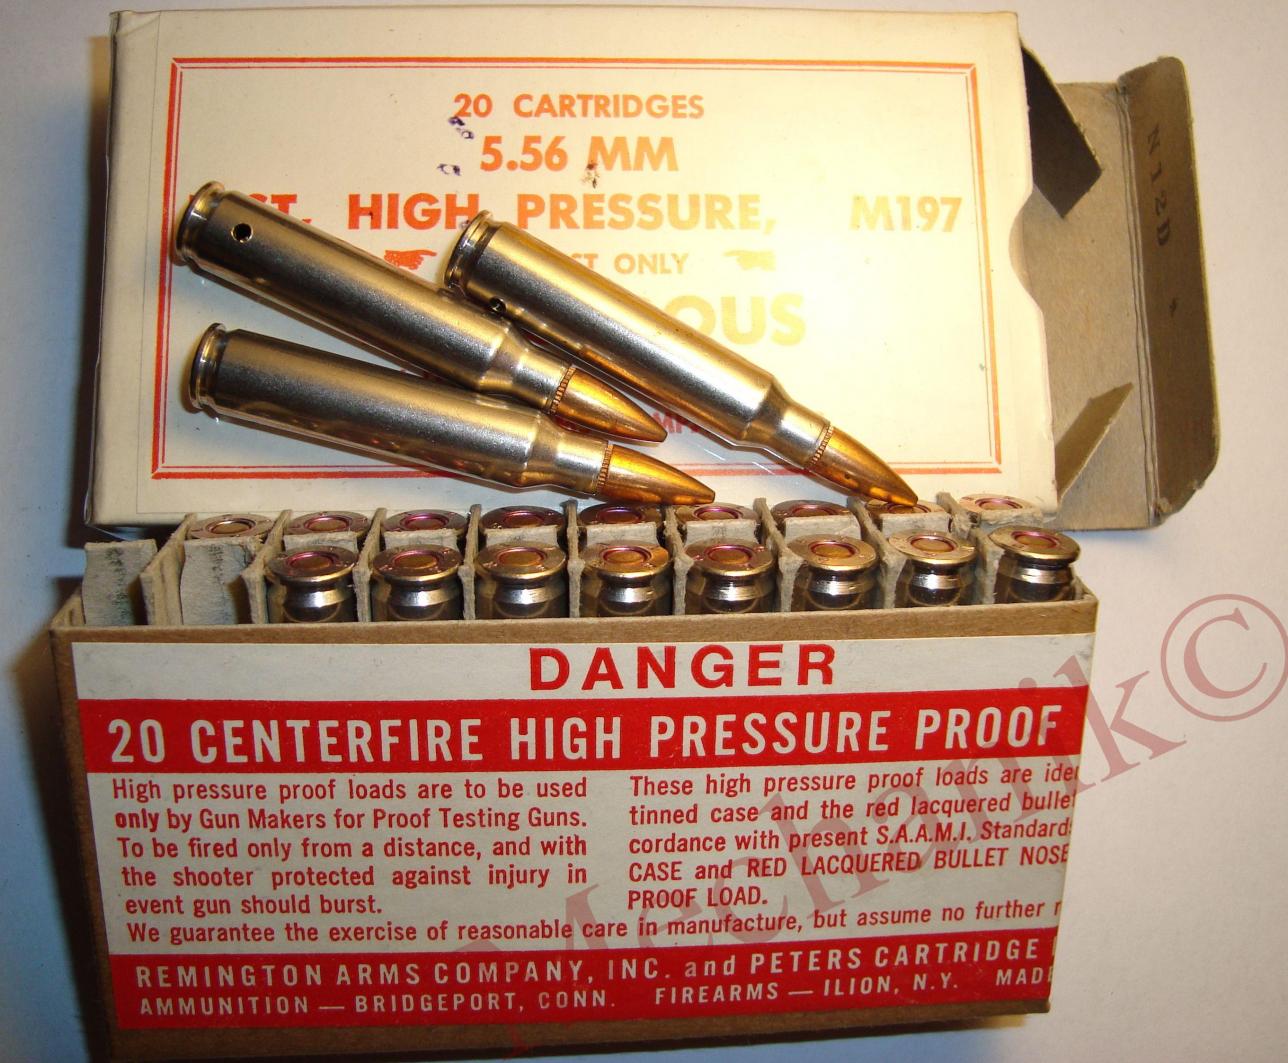 20 CARTRIDGES
5.56 MM
HIGH PRESSURE, M197
ONLY
N12D
DANGER
20 CENTERFIRE HIGH PRESSURE PROOF
High pressure proof loads are to be used
only by Gun Makers for Proof Testing Guns.
To be fired only from a distance, and with
the shooter protected against injury in
event gun should burst.
These high pressure proof loads are
tinned case and the red lacquered
cordance with present S.A.A.M.I. Standard
CASE and RED LACQUERED BULLET NOSE
PROOF LOAD.
We guarantee the exercise of reasonable care in manufacture, but assume no further
REMINGTON ARMS COMPANY, INC. and PETERS CARTRIDGE
AMMUNITION — BRIDGEPORT, CONN. FIREARMS — ILION, N.Y. MADE
Mechanik©